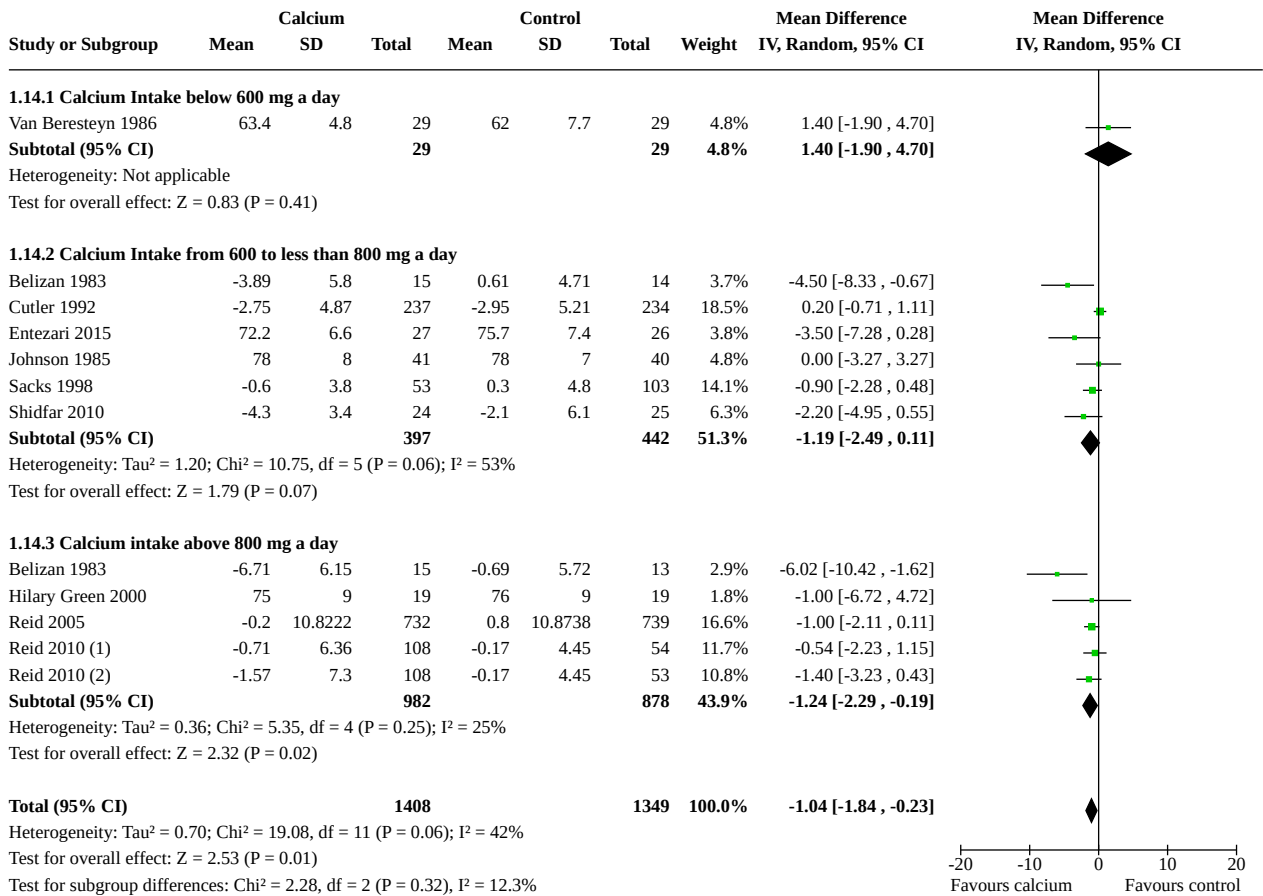 Calcium Control Mean Difference Mean Difference
Study or Subgroup Mean SD Total Mean SD Total Weight IV, Random, 95% CI IV, Random, 95% CI
1.14.1 Calcium Intake below 600 mg a day
Van Beresteyn 1986 63.4 4.8 29 62 7.7 29 4.8% 1.40 [-1.90 , 4.70]
Subtotal (95% CI) 29 29 4.8% 1.40 [-1.90 , 4.70]
Heterogeneity: Not applicable
Test for overall effect: Z = 0.83 (P = 0.41)
1.14.2 Calcium Intake from 600 to less than 800 mg a day
Belizan 1983 -3.89 5.8 15 0.61 4.71 14 3.7% -4.50 [-8.33 , -0.67]
Cutler 1992 -2.75 4.87 237 -2.95 5.21 234 18.5% 0.20 [-0.71 , 1.11]
Entezari 2015 72.2 6.6 27 75.7 7.4 26 3.8% -3.50 [-7.28 , 0.28]
Johnson 1985 78 8 41 78 7 40 4.8% 0.00 [-3.27 , 3.27]
Sacks 1998 -0.6 3.8 53 0.3 4.8 103 14.1% -0.90 [-2.28 , 0.48]
Shidfar 2010 -4.3 3.4 24 -2.1 6.1 25 6.3% -2.20 [-4.95 , 0.55]
Subtotal (95% CI) 397 442 51.3% -1.19 [-2.49 , 0.11]
Heterogeneity: Tau² = 1.20; Chi² = 10.75, df = 5 (P = 0.06); I² = 53%
Test for overall effect: Z = 1.79 (P = 0.07)
1.14.3 Calcium intake above 800 mg a day
Belizan 1983 -6.71 6.15 15 -0.69 5.72 13 2.9% -6.02 [-10.42 , -1.62]
Hilary Green 2000 75 9 19 76 9 19 1.8% -1.00 [-6.72 , 4.72]
Reid 2005 -0.2 10.8222 732 0.8 10.8738 739 16.6% -1.00 [-2.11 , 0.11]
Reid 2010 (1) -0.71 6.36 108 -0.17 4.45 54 11.7% -0.54 [-2.23 , 1.15]
Reid 2010 (2) -1.57 7.3 108 -0.17 4.45 53 10.8% -1.40 [-3.23 , 0.43]
Subtotal (95% CI) 982 878 43.9% -1.24 [-2.29 , -0.19]
Heterogeneity: Tau² = 0.36; Chi² = 5.35, df = 4 (P = 0.25); I² = 25%
Test for overall effect: Z = 2.32 (P = 0.02)
Total (95% CI) 1408 1349 100.0% -1.04 [-1.84 , -0.23]
Heterogeneity: Tau² = 0.70; Chi² = 19.08, df = 11 (P = 0.06); I² = 42%
Test for overall effect: Z = 2.53 (P = 0.01)
-20 -10 0 10 20
Test for subgroup differences: Chi² = 2.28, df = 2 (P = 0.32), I² = 12.3% Favours calcium Favours control